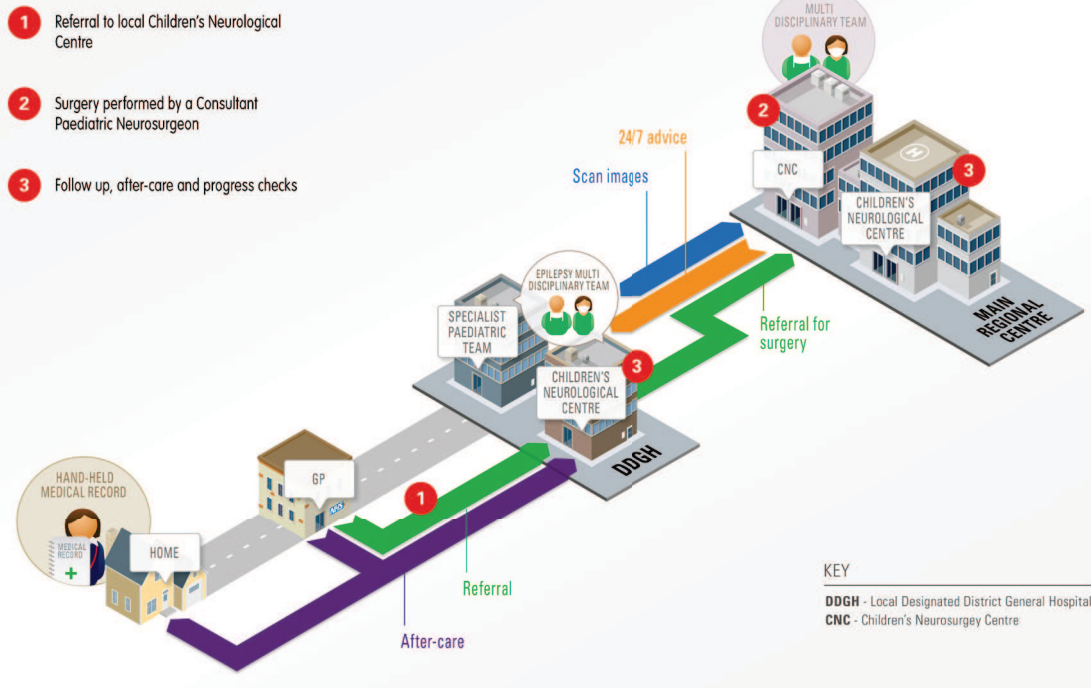 1 Referral to local Children's Neurological
Centre
2 Surgery performed by a Consultant
Paediatric Neurosurgeon
3 Follow up, after-care and progress checks
MULTI
DISCIPLINARY TEAM
2
CNC
3
CHILDREN'S
NEUROLOGICAL
CENTRE
H
MAIN
REGIONAL
CENTRE
24/7 advice
Scan images
Referral for
surgery
EPILEPSY MULTI
DISCIPLINARY TEAM
SPECIALIST
PAEDIATRIC
TEAM
3
CHILDREN'S
NEUROLOGICAL
CENTRE
DDGH
GP
NHS
1
HAND-HELD
MEDICAL RECORD
MEDICAL
RECORD
HOME
Referral
After-care
KEY
DDGH - Local Designated District General Hospital
CNC - Children's Neurosurgey Centre